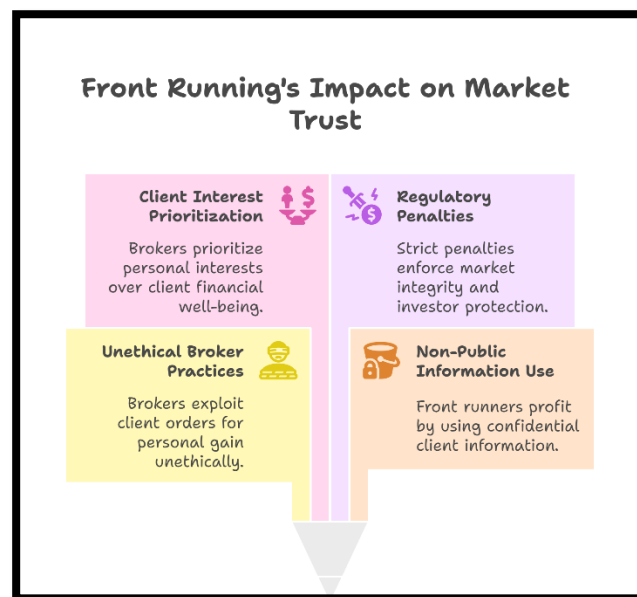 Front Running's Impact on Market
Trust
Client Interest
Prioritization
Brokers prioritize
personal interests
over client financial
well-being.
Regulatory
Penalties
Strict penalties
enforce market
integrity and
investor protection.
Unethical Broker
Practices
Brokers exploit
client orders for
personal gain
unethically.
Non-Public
Information Use
Front runners profit
by using confidential
client information.